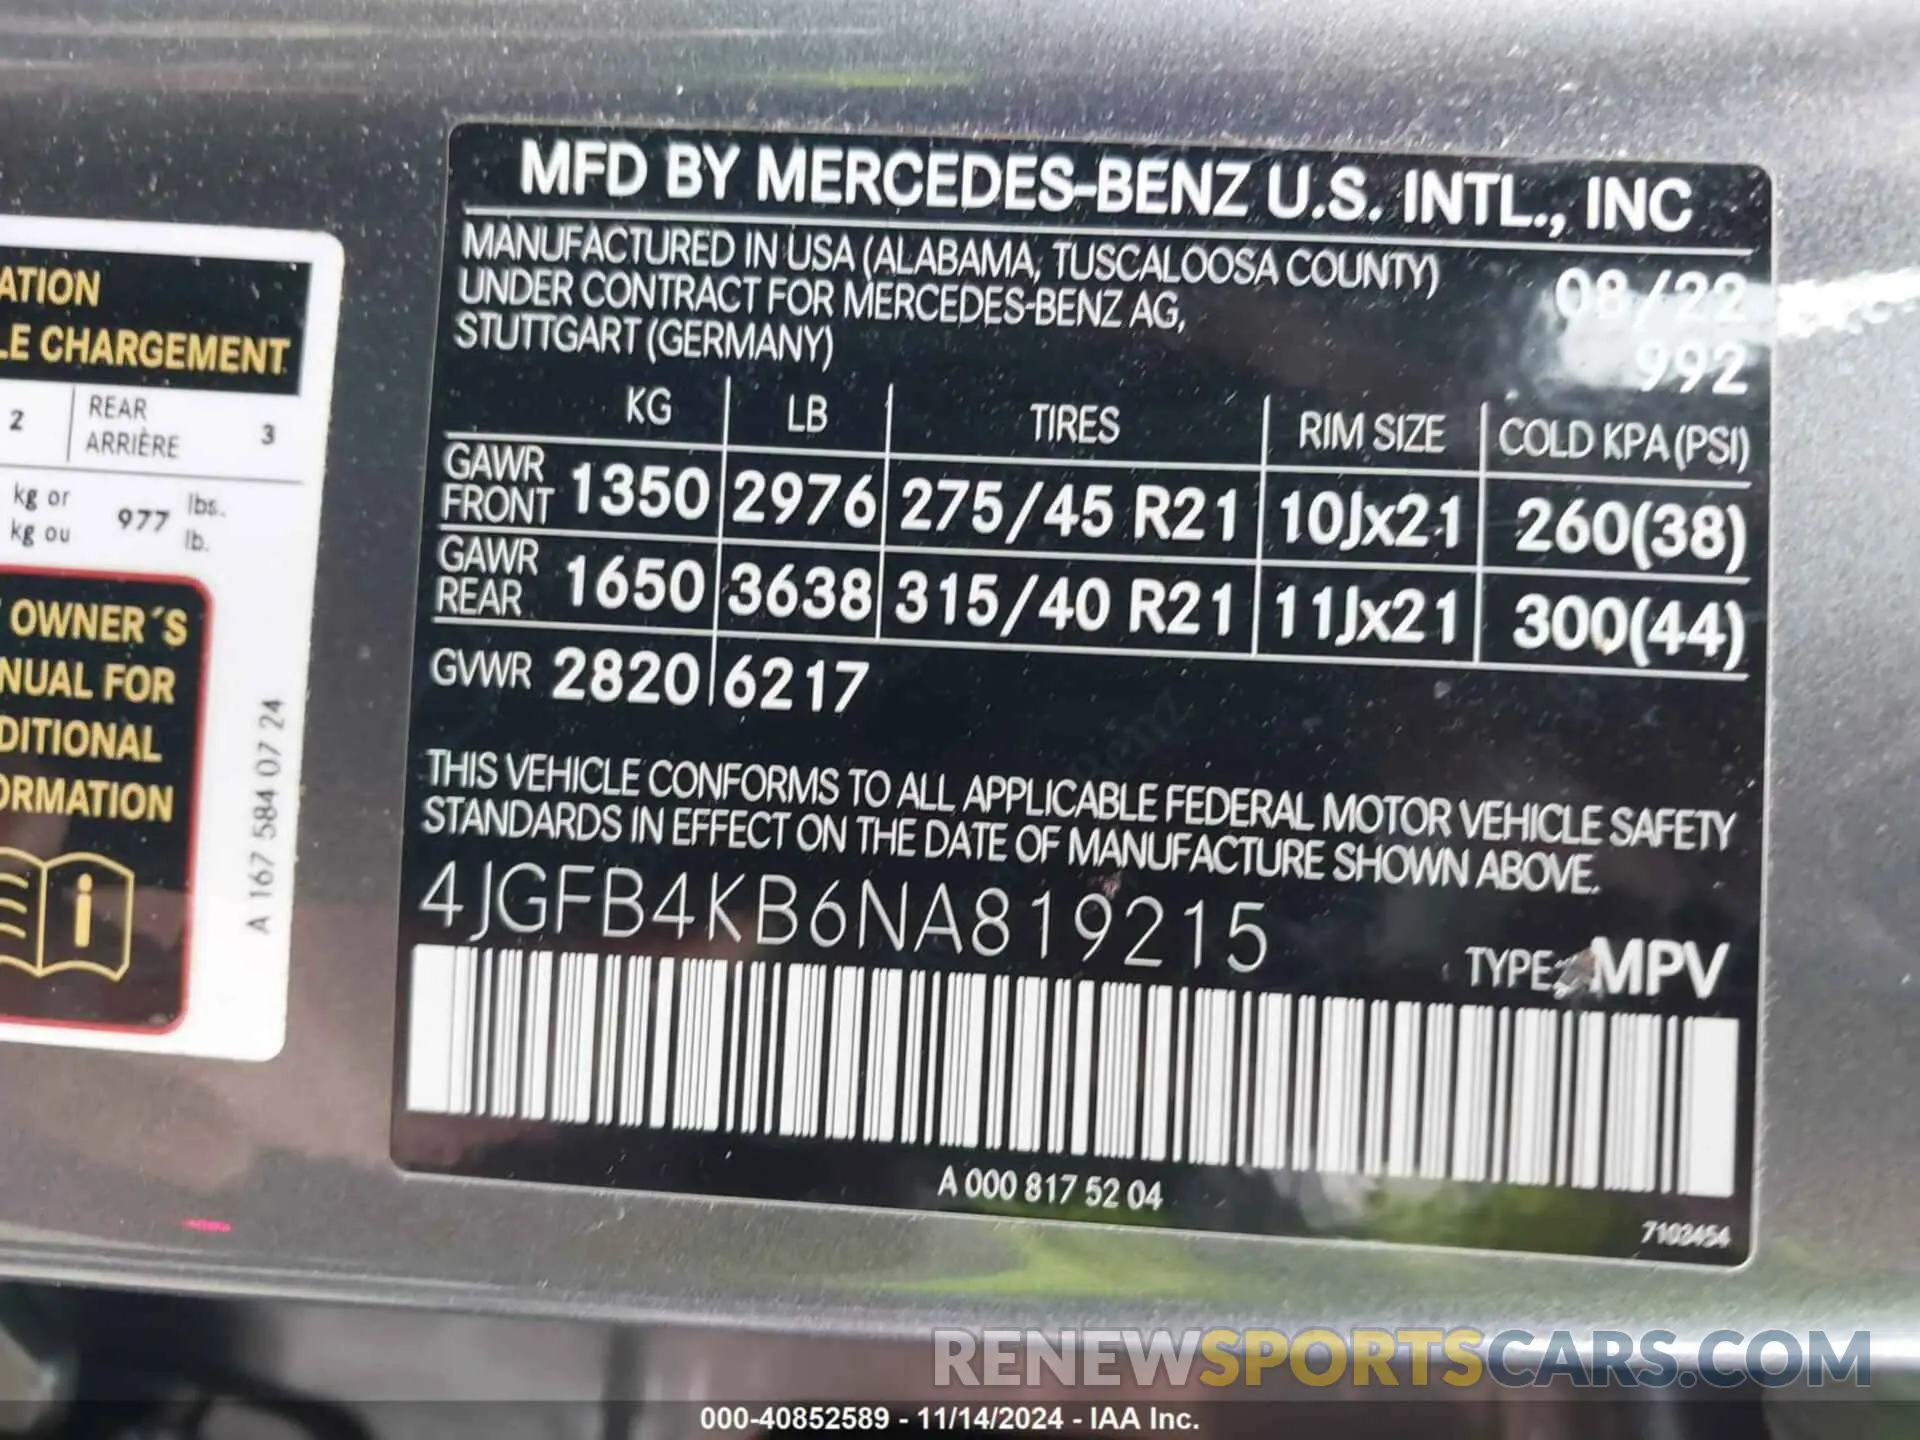 ATION
LE CHARGEMENT
2 REAR ARRIÈRE 3
kg or
kg ou 977 lbs.
lb.
OWNER´S
NUAL FOR
DITIONAL
ORMATION
A 167 584 07 24
MFD BY MERCEDES-BENZ U.S. INTL., INC
MANUFACTURED IN USA (ALABAMA, TUSCALOOSA COUNTY)
UNDER CONTRACT FOR MERCEDES-BENZ AG,
STUTTGART (GERMANY)
08/22
992
KG LB TIRES RIM SIZE COLD KPA (PSI)
GAWR FRONT 1350 2976 275/45 R21 10Jx21 260(38)
GAWR REAR 1650 3638 315/40 R21 11Jx21 300(44)
GVWR 2820 6217
THIS VEHICLE CONFORMS TO ALL APPLICABLE FEDERAL MOTOR VEHICLE SAFETY
STANDARDS IN EFFECT ON THE DATE OF MANUFACTURE SHOWN ABOVE.
4JGFB4KB6NA819215
TYPE: MPV
A 000 817 52 04
7103454
RENEWSPORTSCARS.COM
000-40852589 - 11/14/2024 - IAA Inc.